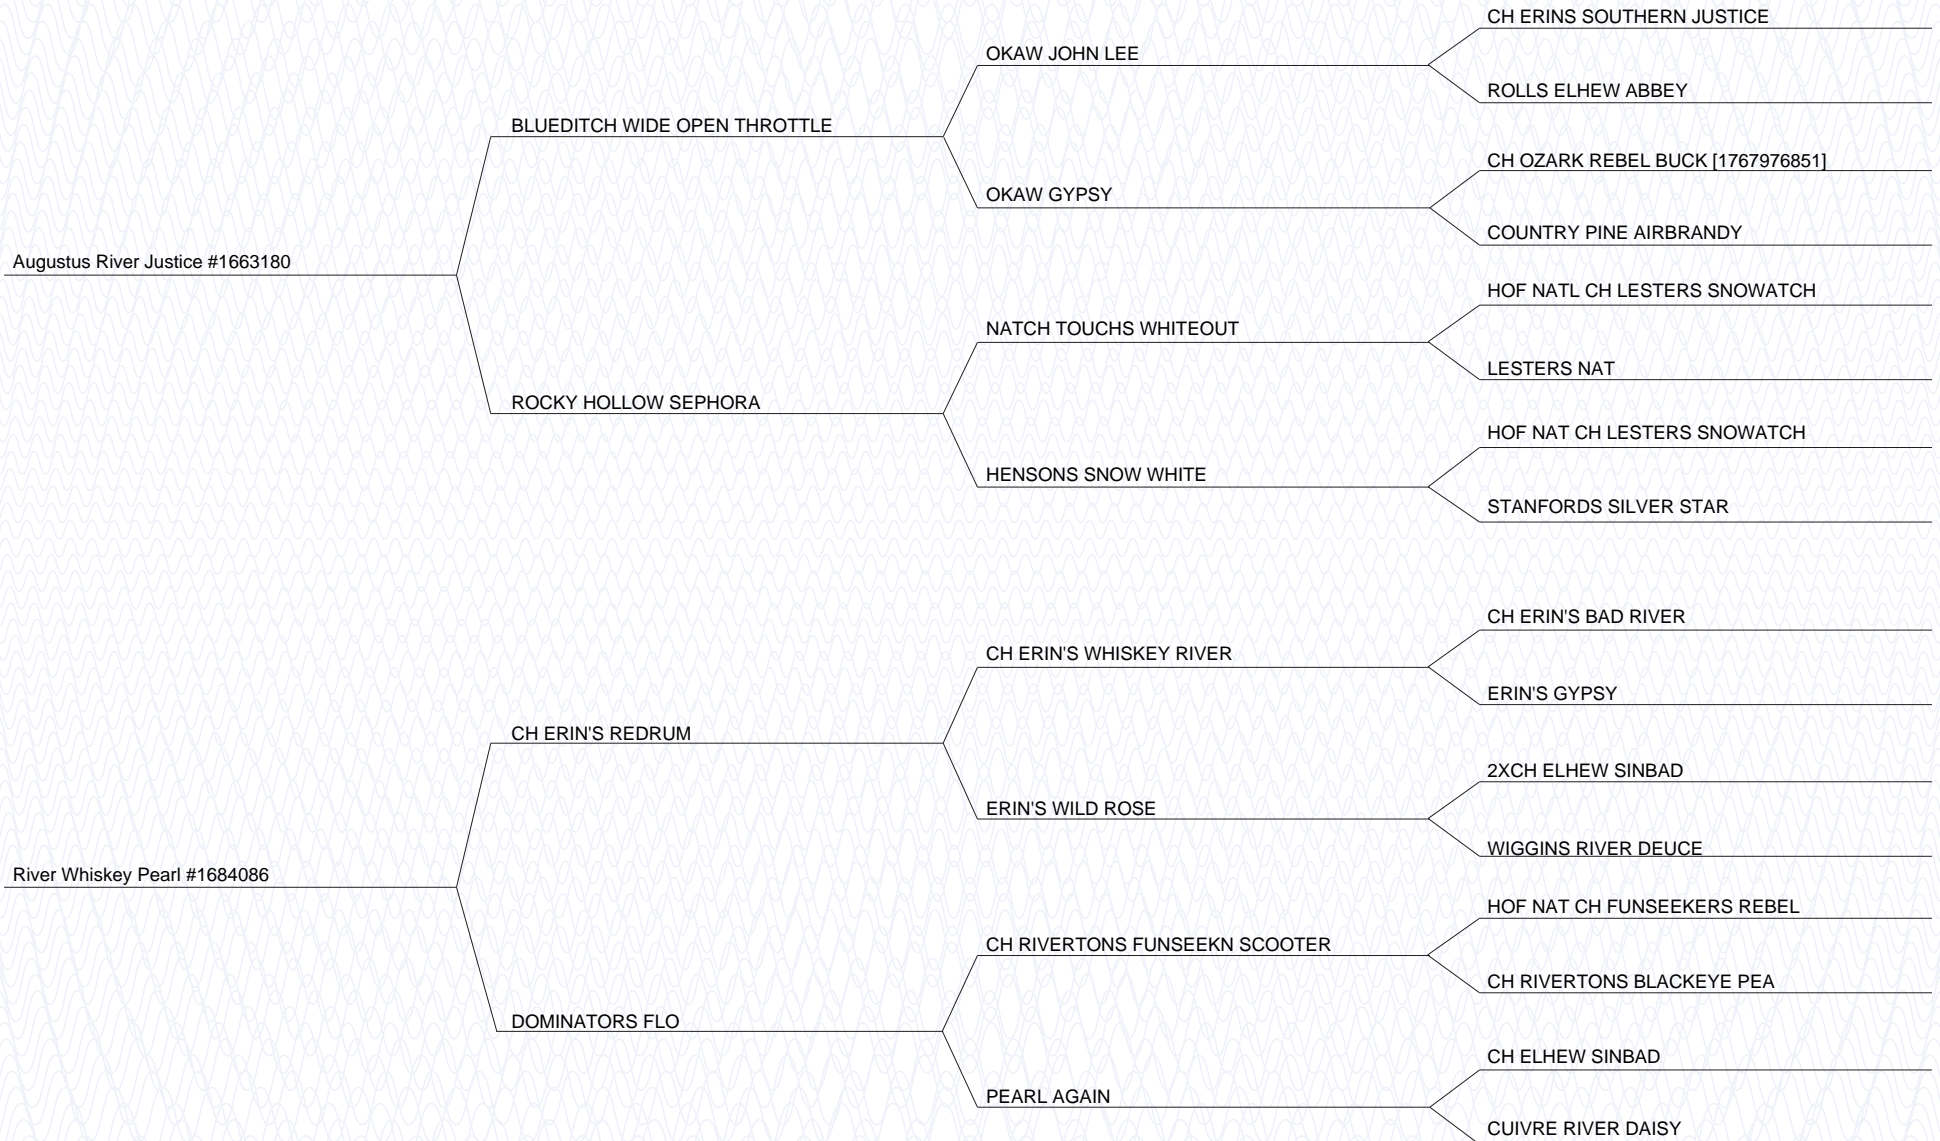 CH ERINS SOUTHERN JUSTICE
OKAW JOHN LEE
ROLLS ELHEW ABBEY
BLUEDITCH WIDE OPEN THROTTLE
CH OZARK REBEL BUCK [1767976851]
OKAW GYPSY
COUNTRY PINE AIRBRANDY
Augustus River Justice #1663180
HOF NATL CH LESTERS SNOWATCH
NATCH TOUCHS WHITEOUT
LESTERS NAT
ROCKY HOLLOW SEPHORA
HOF NAT CH LESTERS SNOWATCH
HENSONS SNOW WHITE
STANFORDS SILVER STAR
CH ERIN'S BAD RIVER
CH ERIN'S WHISKEY RIVER
ERIN'S GYPSY
CH ERIN'S REDRUM
2XCH ELHEW SINBAD
ERIN'S WILD ROSE
WIGGINS RIVER DEUCE
River Whiskey Pearl #1684086
HOF NAT CH FUNSEEKERS REBEL
CH RIVERTONS FUNSEEKN SCOOTER
CH RIVERTONS BLACKEYE PEA
DOMINATORS FLO
CH ELHEW SINBAD
PEARL AGAIN
CUIVRE RIVER DAISY